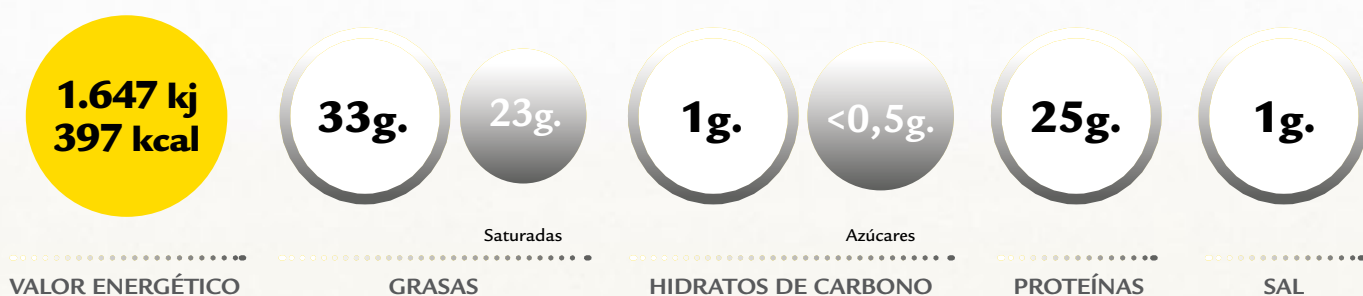 1.647 kj
397 kcal
33g.
23g.
1g.
<0,5g.
25g.
1g.
Saturadas
Azúcares
VALOR ENERGÉTICO
GRASAS
HIDRATOS DE CARBONO
PROTEÍNAS
SAL